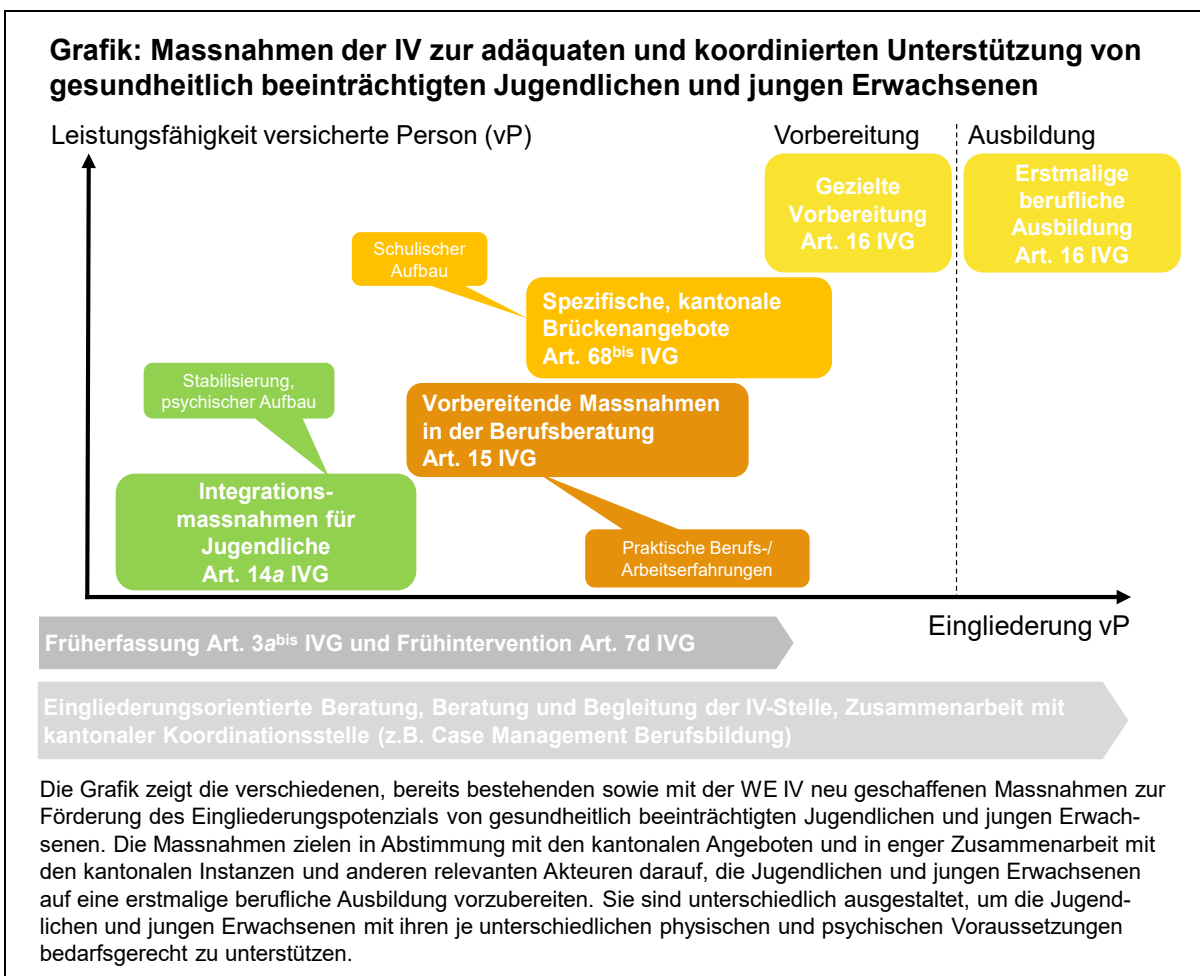 Grafik: Massnahmen der IV zur adäquaten und koordinierten Unterstützung von
gesundheitlich beeinträchtigten Jugendlichen und jungen Erwachsenen
Leistungsfähigkeit versicherte Person (vP)
Vorbereitung
Ausbildung
Gezielte
Vorbereitung
Art. 16 IVG
Erstmalige
berufliche
Ausbildung
Art. 16 IVG
Schulischer
Aufbau
Spezifische, kantonale
Brückenangebote
Art. 68bis IVG
Stabilisierung,
psychischer Aufbau
Vorbereitende Massnahmen
in der Berufsberatung
Art. 15 IVG
Integrations-
massnahmen für
Jugendliche
Art. 14a IVG
Praktische Berufs-/
Arbeitserfahrungen
Eingliederung vP
Früherfassung Art. 3abis IVG und Frühintervention Art. 7d IVG
Eingliederungsorientierte Beratung, Beratung und Begleitung der IV-Stelle, Zusammenarbeit mit
kantonaler Koordinationsstelle (z.B. Case Management Berufsbildung)
Die Grafik zeigt die verschiedenen, bereits bestehenden sowie mit der WE IV neu geschaffenen Massnahmen zur
Förderung des Eingliederungspotenzials von gesundheitlich beeinträchtigten Jugendlichen und jungen Erwach-
senen. Die Massnahmen zielen in Abstimmung mit den kantonalen Angeboten und in enger Zusammenarbeit mit
den kantonalen Instanzen und anderen relevanten Akteuren darauf, die Jugendlichen und jungen Erwachsenen
auf eine erstmalige berufliche Ausbildung vorzubereiten. Sie sind unterschiedlich ausgestaltet, um die Jugend-
lichen und jungen Erwachsenen mit ihren je unterschiedlichen physischen und psychischen Voraussetzungen
bedarfsgerecht zu unterstützen.